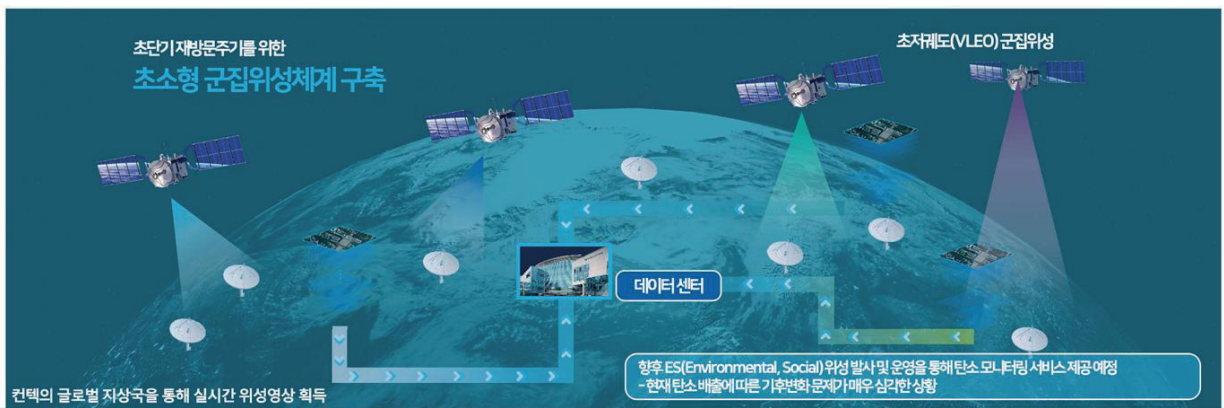 초단기 재방문주기를 위한
초소형 군집위성체계 구축
초저궤도(VLEO) 군집위성
데이터 센터
향후 ES(Environmental, Social) 위성 발사 및 운영을 통해 탄소 모니터링 서비스 제공 예정
- 현재 탄소 배출에 따른 기후변화 문제가 매우 심각한 상황
컨텍의 글로벌 지상국을 통해 실시간 위성영상 획득